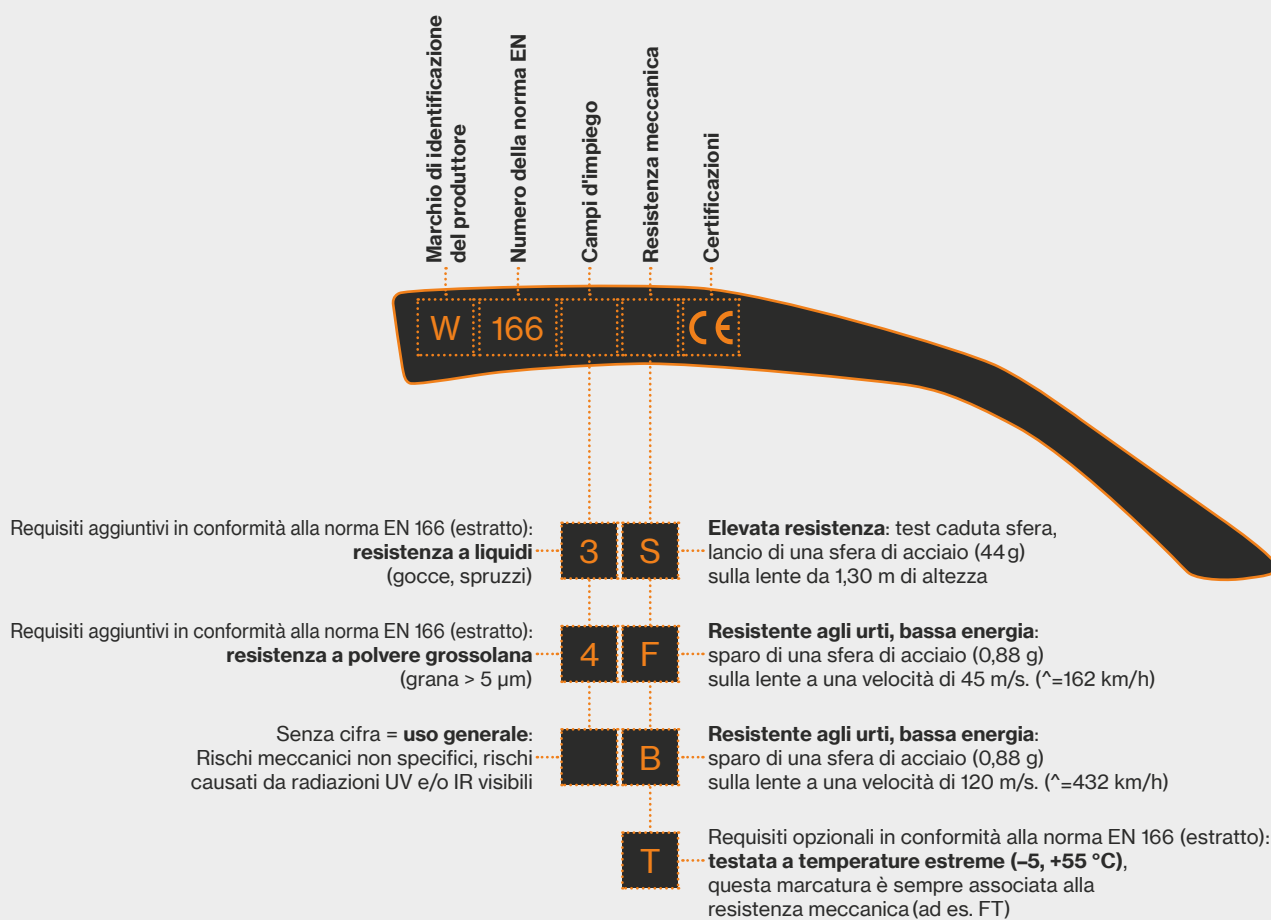 Marchio di identificazione
del produttore
Numero della norma EN
Campi d'impiego
Resistenza meccanica
Certificazioni
W 166 CE
Requisiti aggiuntivi in conformità alla norma EN 166 (estratto):
resistenza a liquidi
(gocce, spruzzi)
3 S
Elevata resistenza: test caduta sfera,
lancio di una sfera di acciaio (44 g)
sulla lente da 1,30 m di altezza
Requisiti aggiuntivi in conformità alla norma EN 166 (estratto):
resistenza a polvere grossolana
(grana > 5 µm)
4 F
Resistente agli urti, bassa energia:
sparo di una sfera di acciaio (0,88 g)
sulla lente a una velocità di 45 m/s. (^=162 km/h)
Senza cifra = uso generale:
Rischi meccanici non specifici, rischi
causati da radiazioni UV e/o IR visibili
B
Resistente agli urti, bassa energia:
sparo di una sfera di acciaio (0,88 g)
sulla lente a una velocità di 120 m/s. (^=432 km/h)
T
Requisiti opzionali in conformità alla norma EN 166 (estratto):
testata a temperature estreme (–5, +55 °C),
questa marcatura è sempre associata alla
resistenza meccanica (ad es. FT)